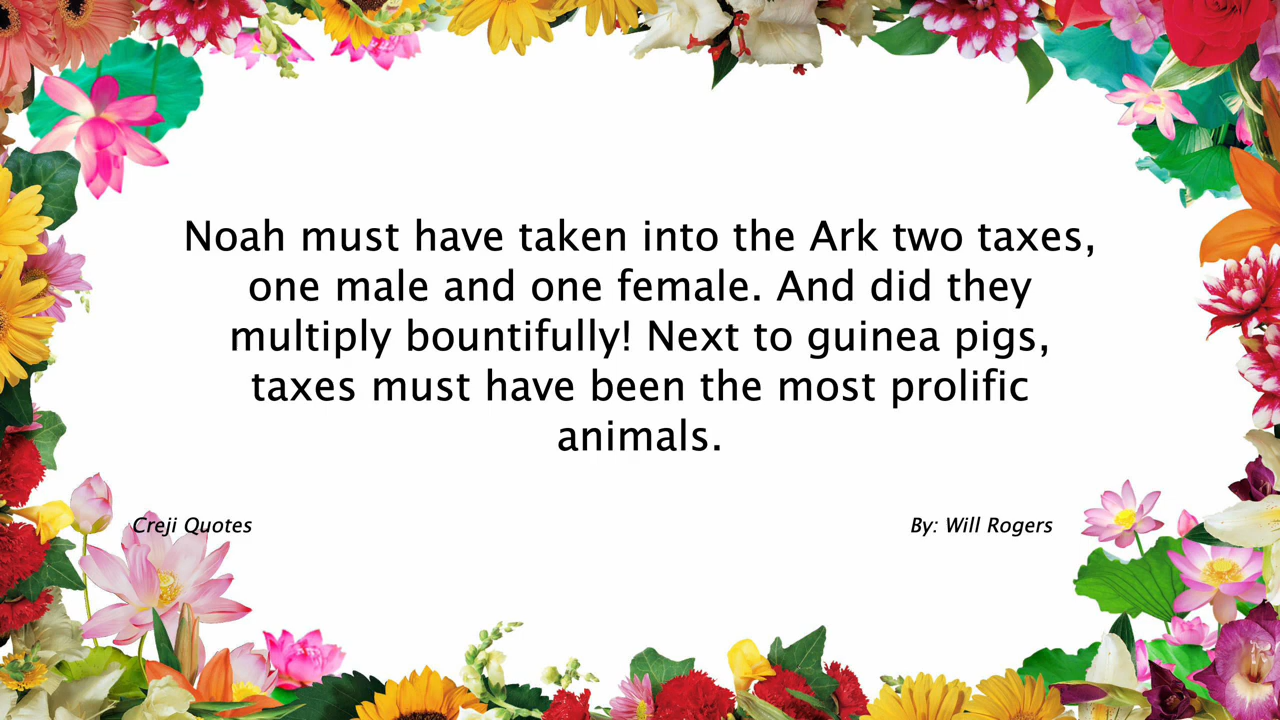 Noah must have taken into the Ark two taxes,
one male and one female. And did they
multiply bountifully! Next to guinea pigs,
taxes must have been the most prolific
animals.
Creji Quotes
By: Will Rogers